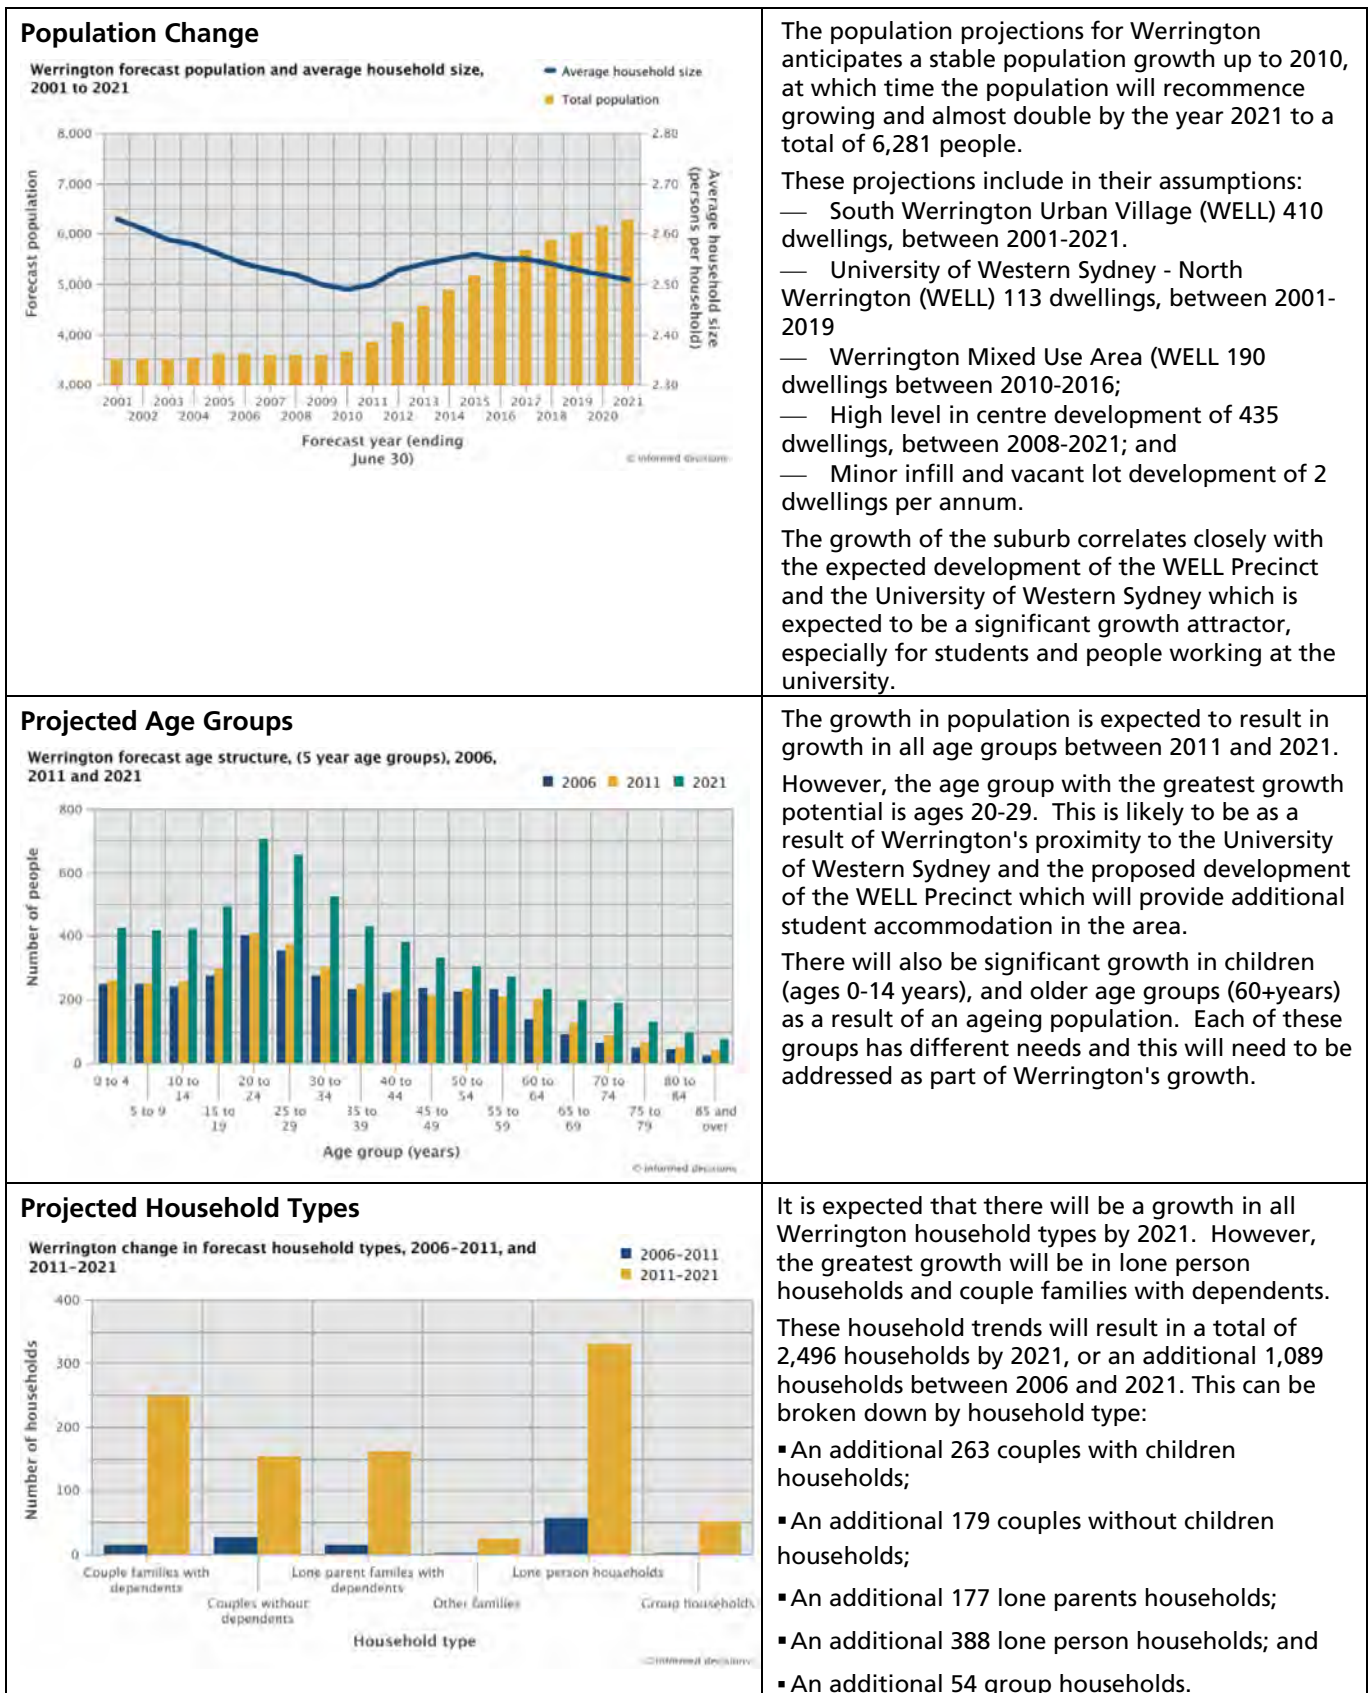 Population Change
Werrington forecast population and average household size,
2001 to 2021
Average household size
Total population
8,000
7,000
6,000
5,000
4,000
3,000
2.80
2.70
2.60
2.50
2.40
2.30
Forecast population
Average household size
(persons per household)
2001 2003 2005 2007 2009 2011 2013 2015 2017 2019 2021
2002 2004 2006 2008 2010 2012 2014 2016 2018 2020
Forecast year (ending
June 30)
© informed decisions
The population projections for Werrington
anticipates a stable population growth up to 2010,
at which time the population will recommence
growing and almost double by the year 2021 to a
total of 6,281 people.
These projections include in their assumptions:
— South Werrington Urban Village (WELL) 410
dwellings, between 2001-2021.
— University of Western Sydney - North
Werrington (WELL) 113 dwellings, between 2001-
2019
— Werrington Mixed Use Area (WELL 190
dwellings between 2010-2016;
— High level in centre development of 435
dwellings, between 2008-2021; and
— Minor infill and vacant lot development of 2
dwellings per annum.
The growth of the suburb correlates closely with
the expected development of the WELL Precinct
and the University of Western Sydney which is
expected to be a significant growth attractor,
especially for students and people working at the
university.
Projected Age Groups
Werrington forecast age structure, (5 year age groups), 2006,
2011 and 2021
2006 2011 2021
800
600
400
200
0
Number of people
0 to 4 10 to 20 to 30 to 40 to 50 to 60 to 70 to 80 to
14 24 34 44 54 64 74 84
5 to 9 15 to 25 to 35 to 45 to 55 to 65 to 75 to 85 and
19 29 39 49 59 69 79 over
Age group (years)
© informed decisions
The growth in population is expected to result in
growth in all age groups between 2011 and 2021.
However, the age group with the greatest growth
potential is ages 20-29. This is likely to be as a
result of Werrington's proximity to the University
of Western Sydney and the proposed development
of the WELL Precinct which will provide additional
student accommodation in the area.
There will also be significant growth in children
(ages 0-14 years), and older age groups (60+years)
as a result of an ageing population. Each of these
groups has different needs and this will need to be
addressed as part of Werrington's growth.
Projected Household Types
Werrington change in forecast household types, 2006-2011, and
2011-2021
2006-2011
2011-2021
400
300
200
100
0
Number of households
Couple families with Lone parent familes with Lone person households
dependents dependents
Couples without Other families Group households
dependents
Household type
© informed decisions
It is expected that there will be a growth in all
Werrington household types by 2021. However,
the greatest growth will be in lone person
households and couple families with dependents.
These household trends will result in a total of
2,496 households by 2021, or an additional 1,089
households between 2006 and 2021. This can be
broken down by household type:
▪An additional 263 couples with children
households;
▪An additional 179 couples without children
households;
▪An additional 177 lone parents households;
▪An additional 388 lone person households; and
▪An additional 54 group households.